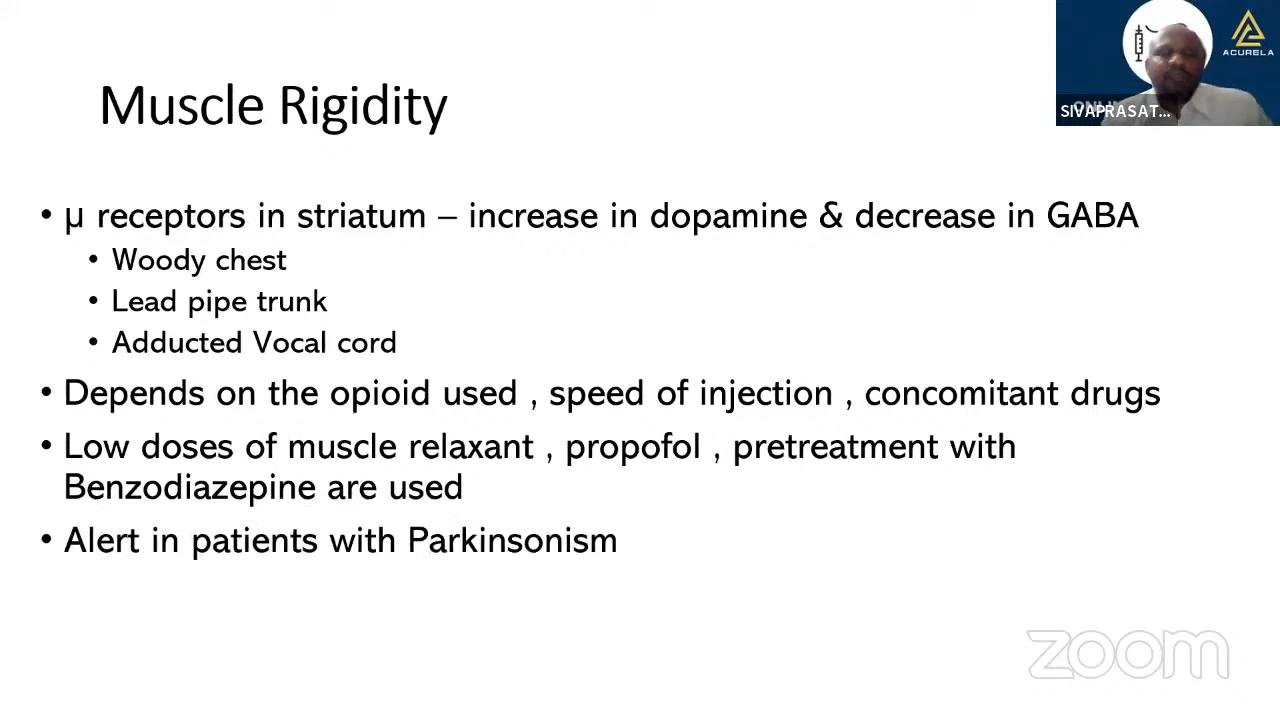 ACURELA
SIVAPRASAT...
Muscle Rigidity
• µ receptors in striatum – increase in dopamine & decrease in GABA
• Woody chest
• Lead pipe trunk
• Adducted Vocal cord
• Depends on the opioid used , speed of injection , concomitant drugs
• Low doses of muscle relaxant , propofol , pretreatment with
Benzodiazepine are used
• Alert in patients with Parkinsonism
zoom